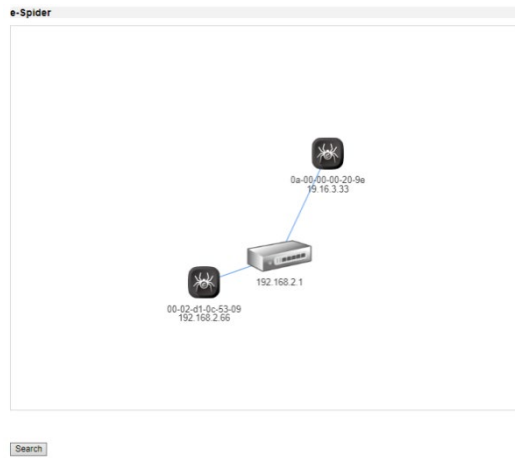 e-Spider
0a-00-00-00-20-9e
19.16.3.33
192.168.2.1
00-02-d1-0c-53-09
192.168.2.66
Search